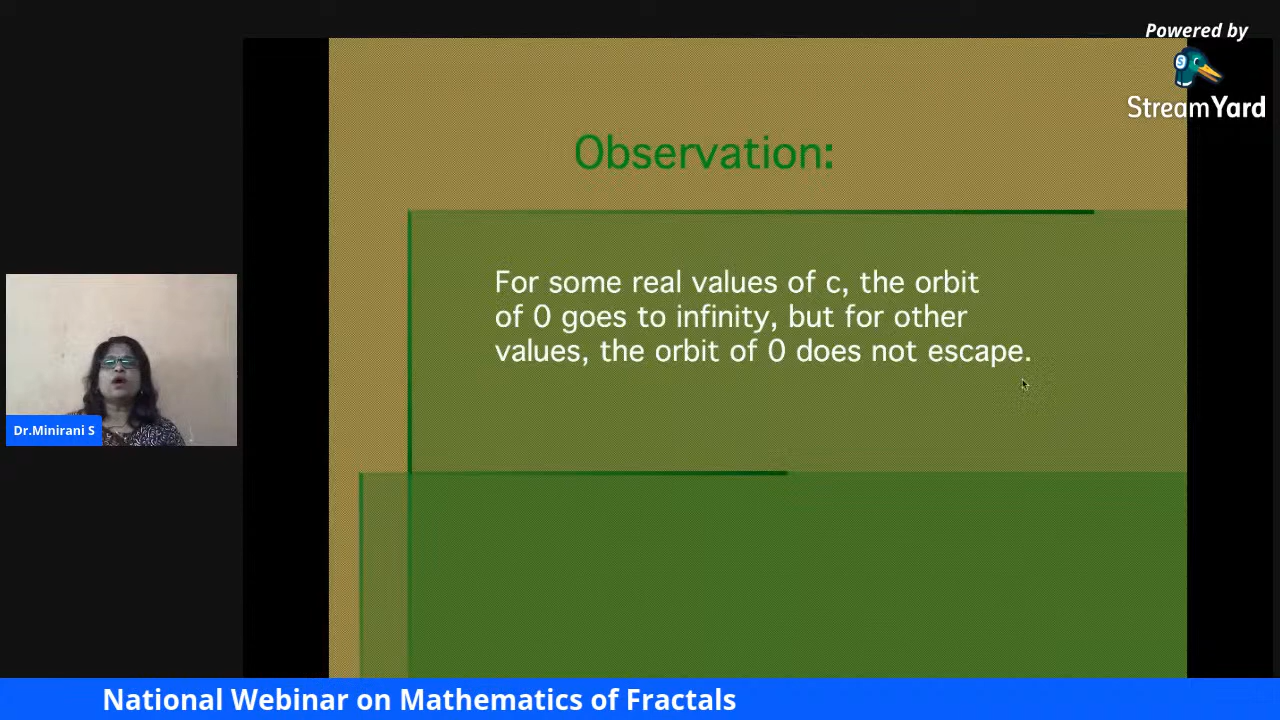 Powered by
StreamYard
Observation:
For some real values of c, the orbit
of 0 goes to infinity, but for other
values, the orbit of 0 does not escape.
Dr.Minirani S
National Webinar on Mathematics of Fractals